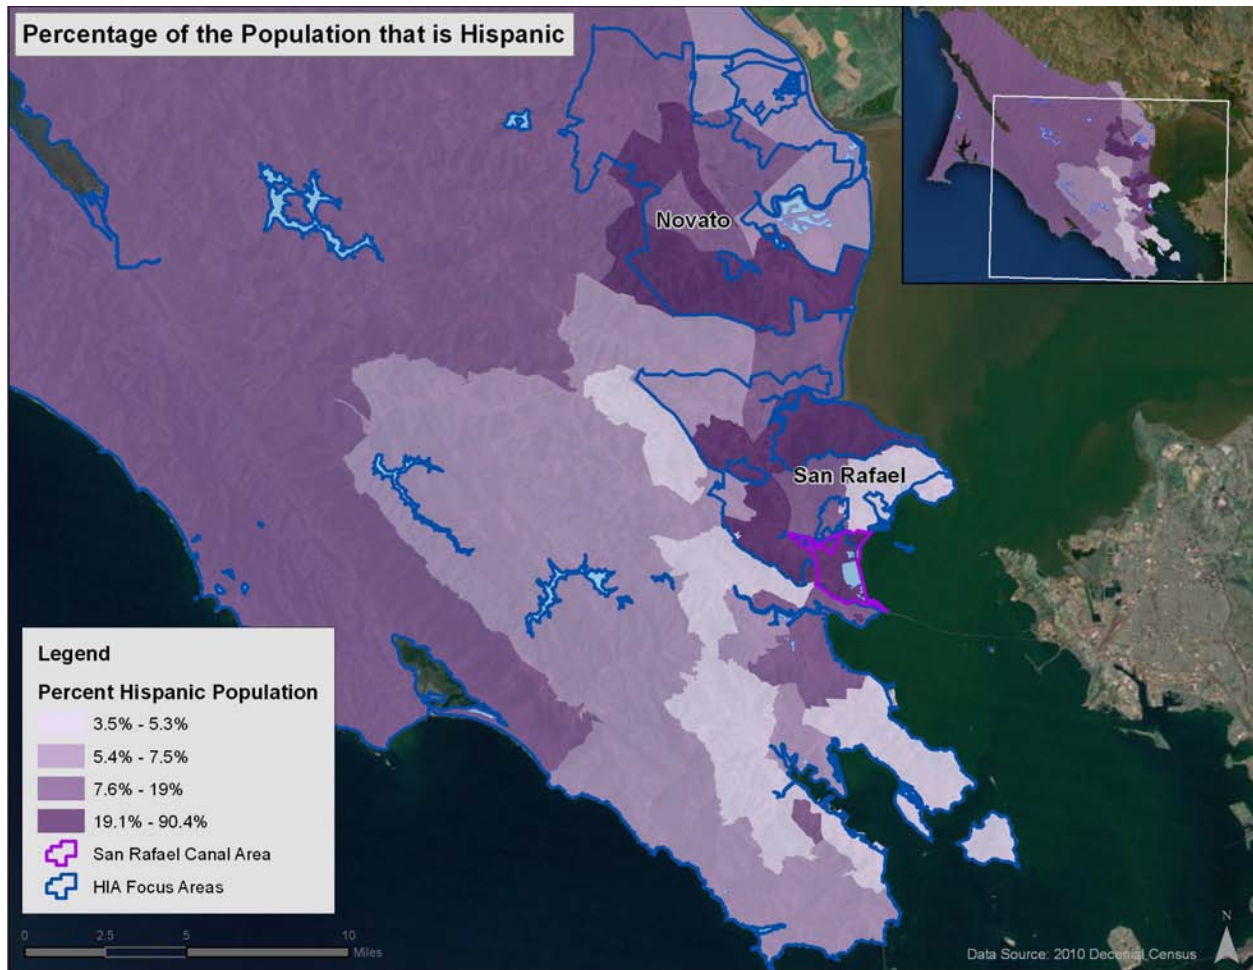 Percentage of the Population that is Hispanic
Novato
San Rafael
Legend
Percent Hispanic Population
3.5% - 5.3%
5.4% - 7.5%
7.6% - 19%
19.1% - 90.4%
San Rafael Canal Area
HIA Focus Areas
0 2.5 5 10
Miles
N
Data Source: 2010 Decennial Census